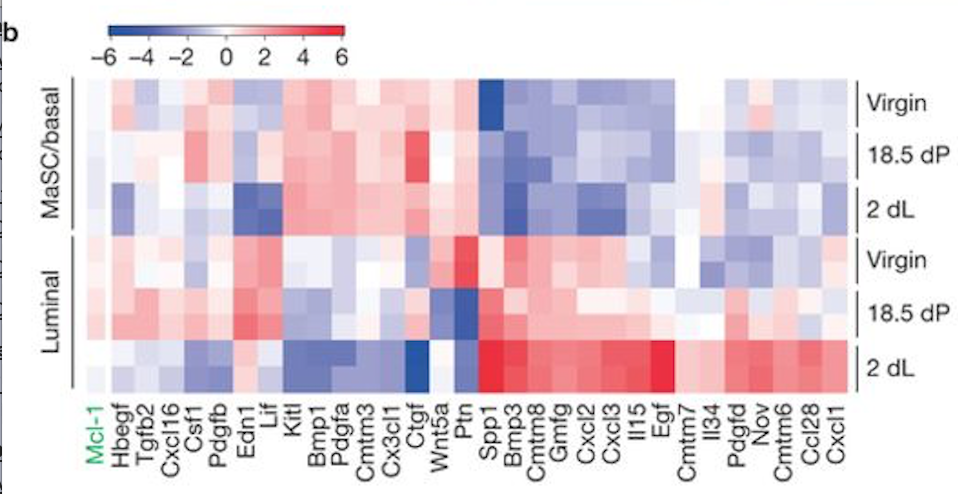 b
−6 −4 −2 0 2 4 6
MaSC/basal
Luminal
Virgin
18.5 dP
2 dL
Virgin
18.5 dP
2 dL
Mcl-1
Hbegf
Tgfb2
Cxcl16
Csf1
Pdgfb
Edn1
Lif
Kitl
Bmp1
Pdgfa
Cmtm3
Cx3cl1
Ctgf
Wnt5a
Ptn
Spp1
Bmp3
Cmtm8
Gmfg
Cxcl2
Cxcl3
Il15
Egf
Cmtm7
Il34
Pdgfd
Nov
Cmtm6
Ccl28
Cxcl1